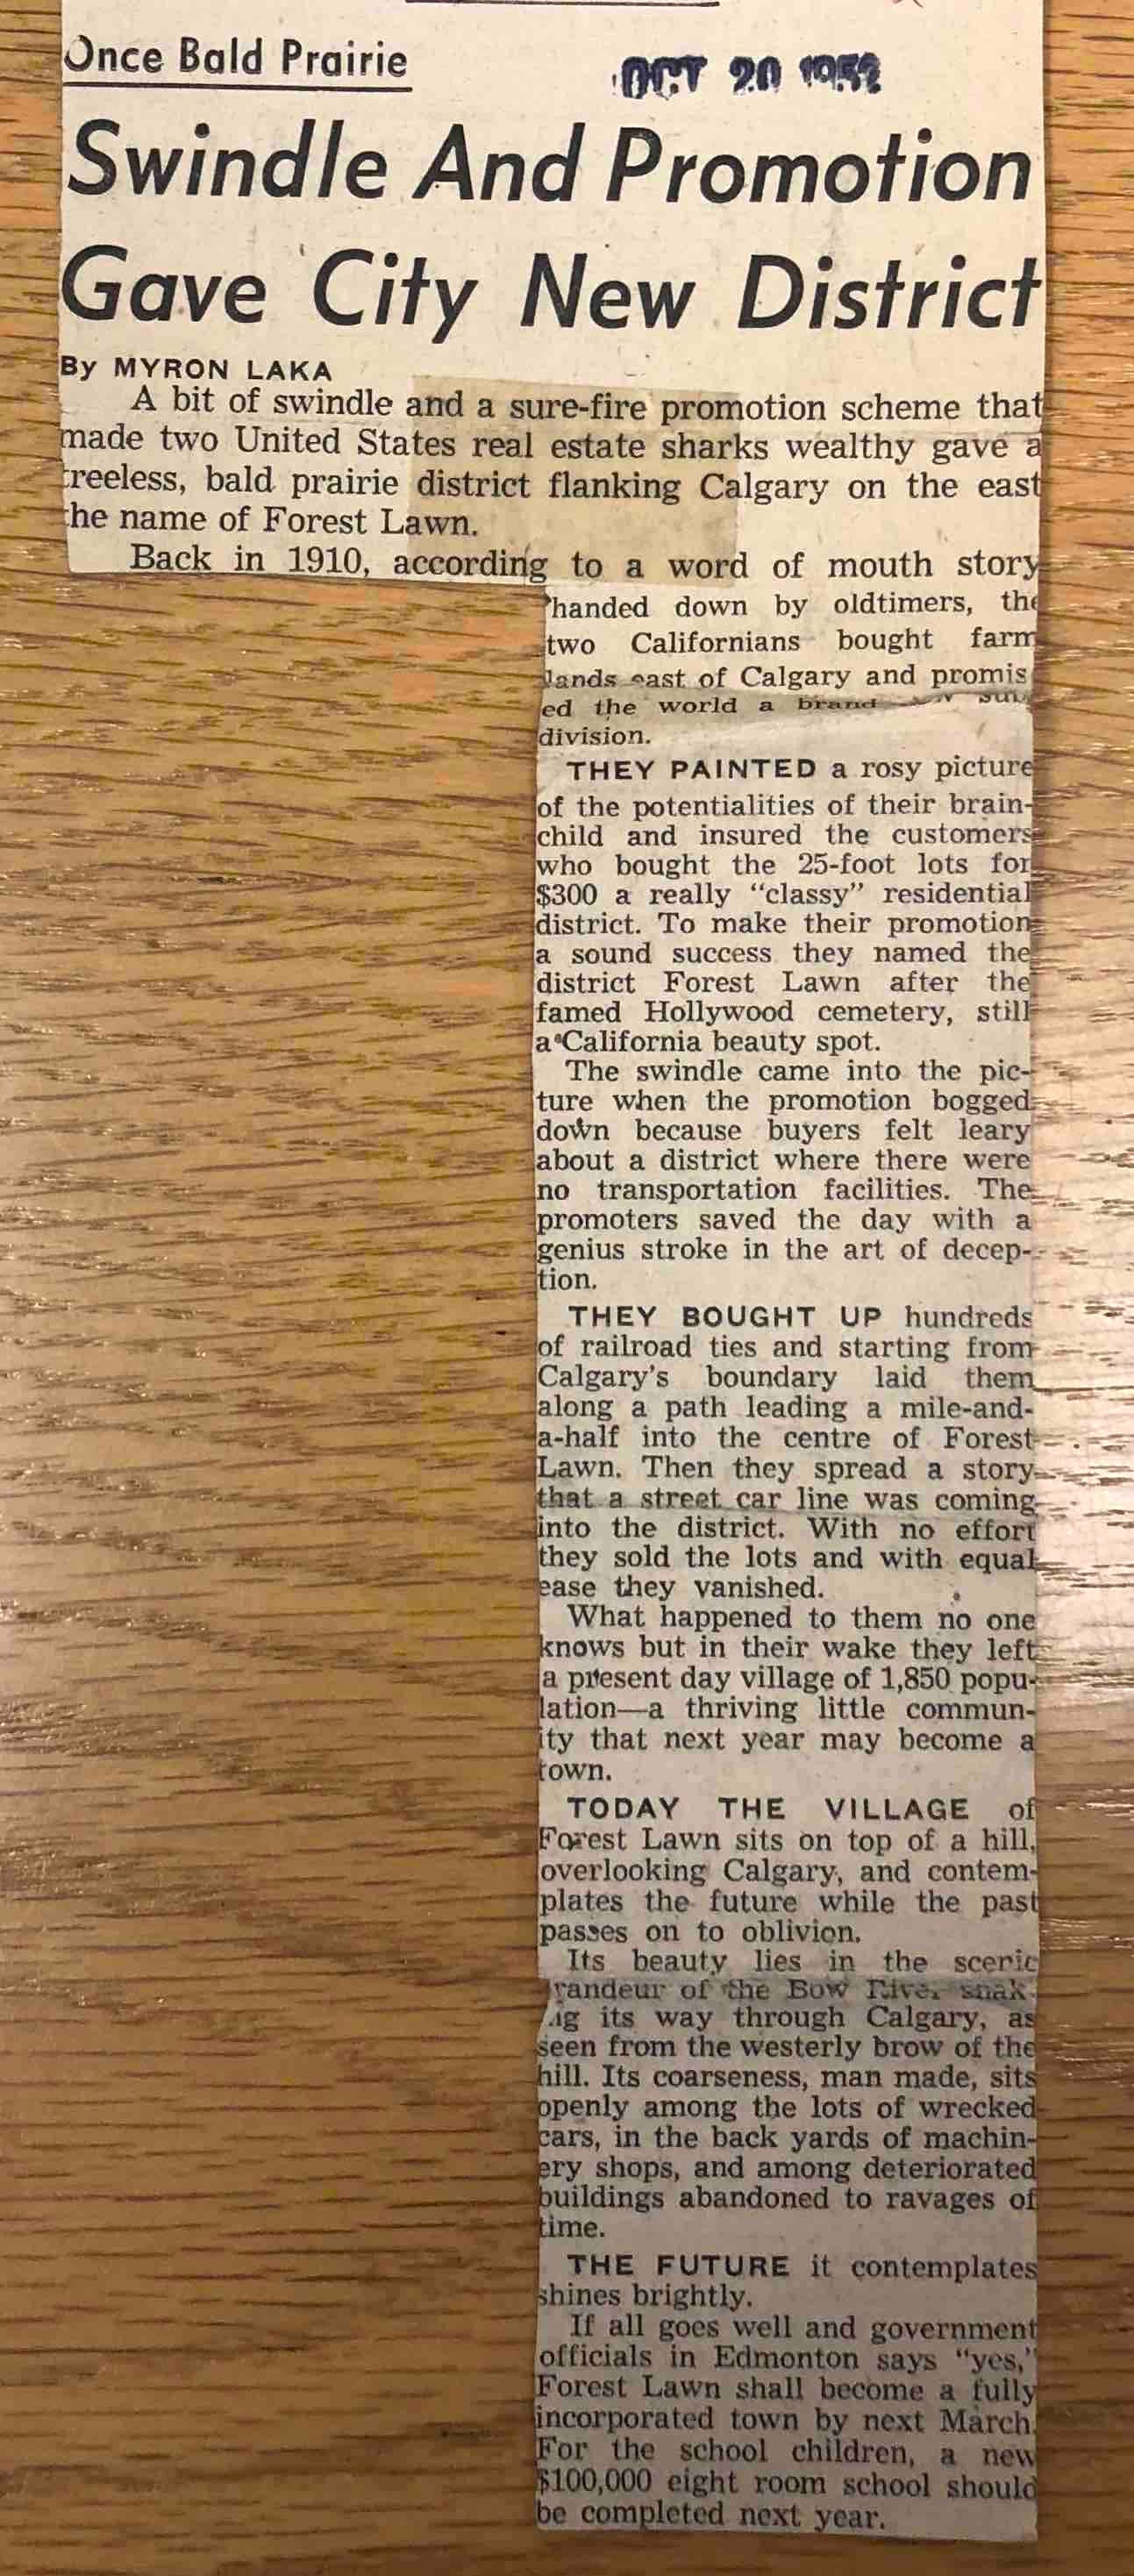 Once Bald Prairie
OCT 20 1952
Swindle And Promotion
Gave City New District
By MYRON LAKA
A bit of swindle and a sure-fire promotion scheme that
made two United States real estate sharks wealthy gave a
treeless, bald prairie district flanking Calgary on the east
the name of Forest Lawn.
Back in 1910, according to a word of mouth story
handed down by oldtimers, the
two Californians bought farm
lands east of Calgary and promis
ed the world a brand sub
division.
THEY PAINTED a rosy picture
of the potentialities of their brain-
child and insured the customers
who bought the 25-foot lots for
$300 a really "classy" residential
district. To make their promotion
a sound success they named the
district Forest Lawn after the
famed Hollywood cemetery, still
a California beauty spot.
The swindle came into the pic-
ture when the promotion bogged
down because buyers felt leary
about a district where there were
no transportation facilities. The
promoters saved the day with a
genius stroke in the art of decep-
tion.
THEY BOUGHT UP hundreds
of railroad ties and starting from
Calgary's boundary laid them
along a path leading a mile-and-
a-half into the centre of Forest
Lawn. Then they spread a story
that a street car line was coming
into the district. With no effort
they sold the lots and with equal
ease they vanished.
What happened to them no one
knows but in their wake they left
a present day village of 1,850 popu-
lation—a thriving little commun-
ity that next year may become a
town.
TODAY THE VILLAGE of
Forest Lawn sits on top of a hill,
overlooking Calgary, and contem-
plates the future while the past
passes on to oblivion.
Its beauty lies in the scenic
grandeur of the Bow River snak-
ing its way through Calgary, as
seen from the westerly brow of the
hill. Its coarseness, man made, sits
openly among the lots of wrecked
cars, in the back yards of machin-
ery shops, and among deteriorated
buildings abandoned to ravages of
time.
THE FUTURE it contemplates
shines brightly.
If all goes well and government
officials in Edmonton says "yes,"
Forest Lawn shall become a fully
incorporated town by next March.
For the school children, a new
$100,000 eight room school should
be completed next year.